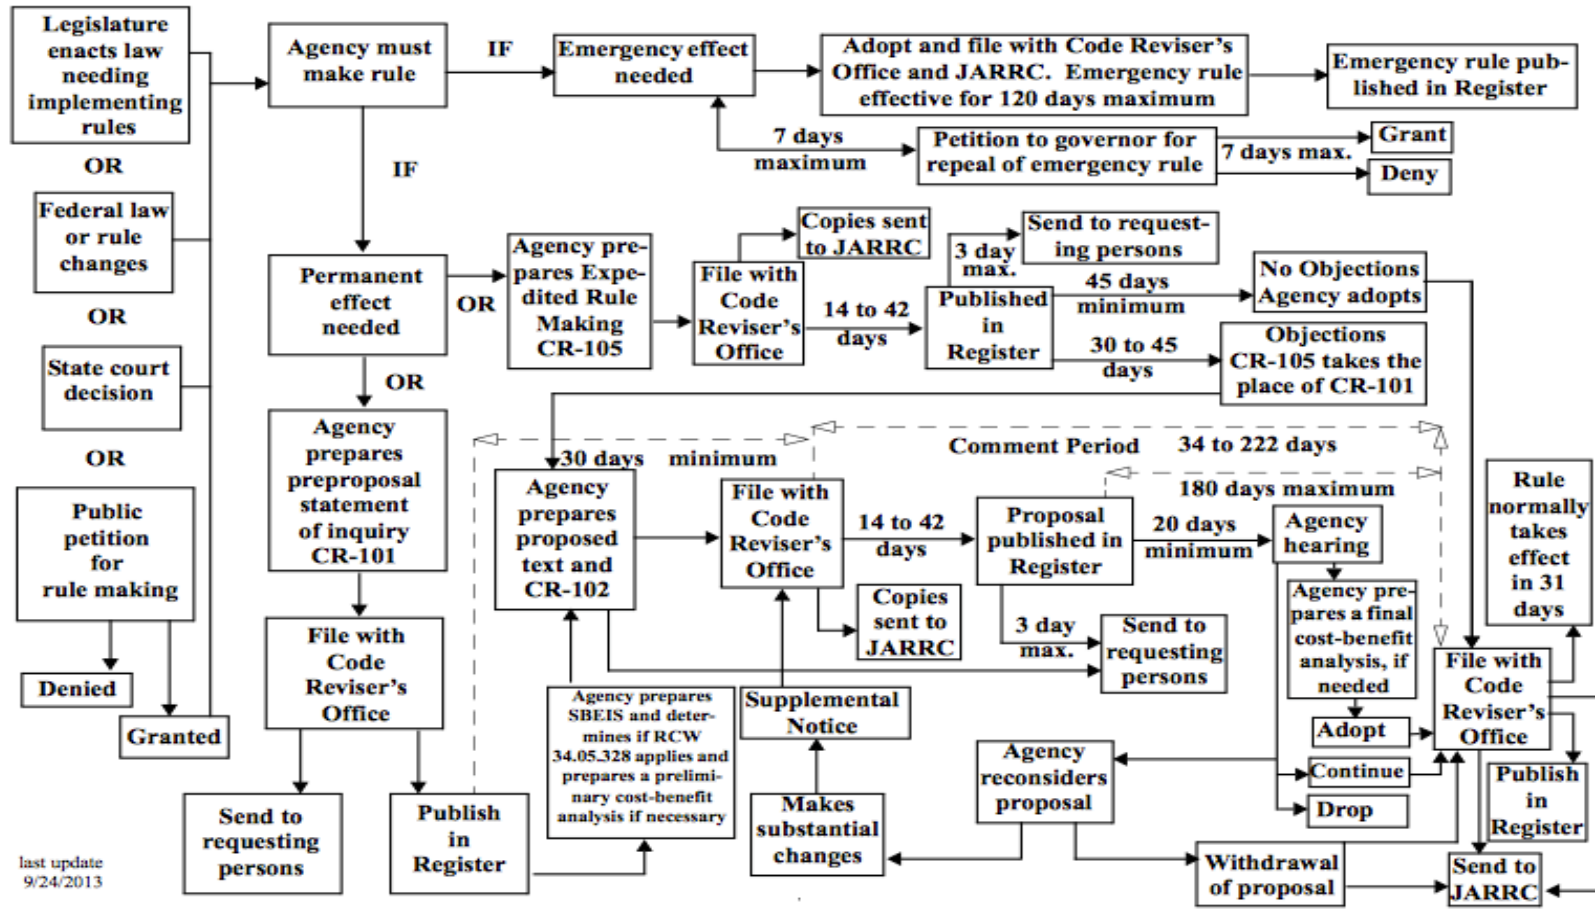 Legislature
enacts law
needing
implementing
rules
OR
Federal law
or rule
changes
OR
State court
decision
OR
Public
petition
for
rule making
Denied
Granted
Agency must
make rule
IF
Emergency effect
needed
Adopt and file with Code Reviser's
Office and JARRC. Emergency rule
effective for 120 days maximum
Emergency rule pub-
lished in Register
7 days
maximum
Petition to governor for
repeal of emergency rule
7 days max.
Grant
Deny
IF
Permanent
effect
needed
OR
Agency pre-
pares Expe-
dited Rule
Making
CR-105
File with
Code
Reviser's
Office
Copies sent
to JARRC
14 to 42
days
Published
in
Register
3 day
max.
Send to request-
ing persons
45 days
minimum
No Objections
Agency adopts
30 to 45
days
Objections
CR-105 takes the
place of CR-101
OR
Agency
prepares
preproposal
statement
of inquiry
CR-101
File with
Code
Reviser's
Office
Send to
requesting
persons
Publish
in
Register
30 days minimum
Agency
prepares
proposed
text and
CR-102
Agency prepares
SBEIS and deter-
mines if RCW
34.05.328 applies and
prepares a prelimi-
nary cost-benefit
analysis if necessary
File with
Code
Reviser's
Office
Comment Period 34 to 222 days
180 days maximum
14 to 42
days
Copies
sent to
JARRC
Proposal
published in
Register
3 day
max.
Send to
requesting
persons
20 days
minimum
Agency
hearing
Agency pre-
pares a final
cost-benefit
analysis, if
needed
Adopt
Continue
Drop
Supplemental
Notice
Makes
substantial
changes
Agency
reconsiders
proposal
Withdrawal
of proposal
File with
Code
Reviser's
Office
Rule
normally
takes
effect
in 31
days
Publish
in
Register
Send to
JARRC
last update
9/24/2013